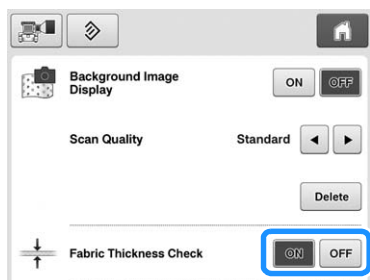 Background Image
Display
ON OFF
Scan Quality
Standard
Delete
Fabric Thickness Check
ON OFF